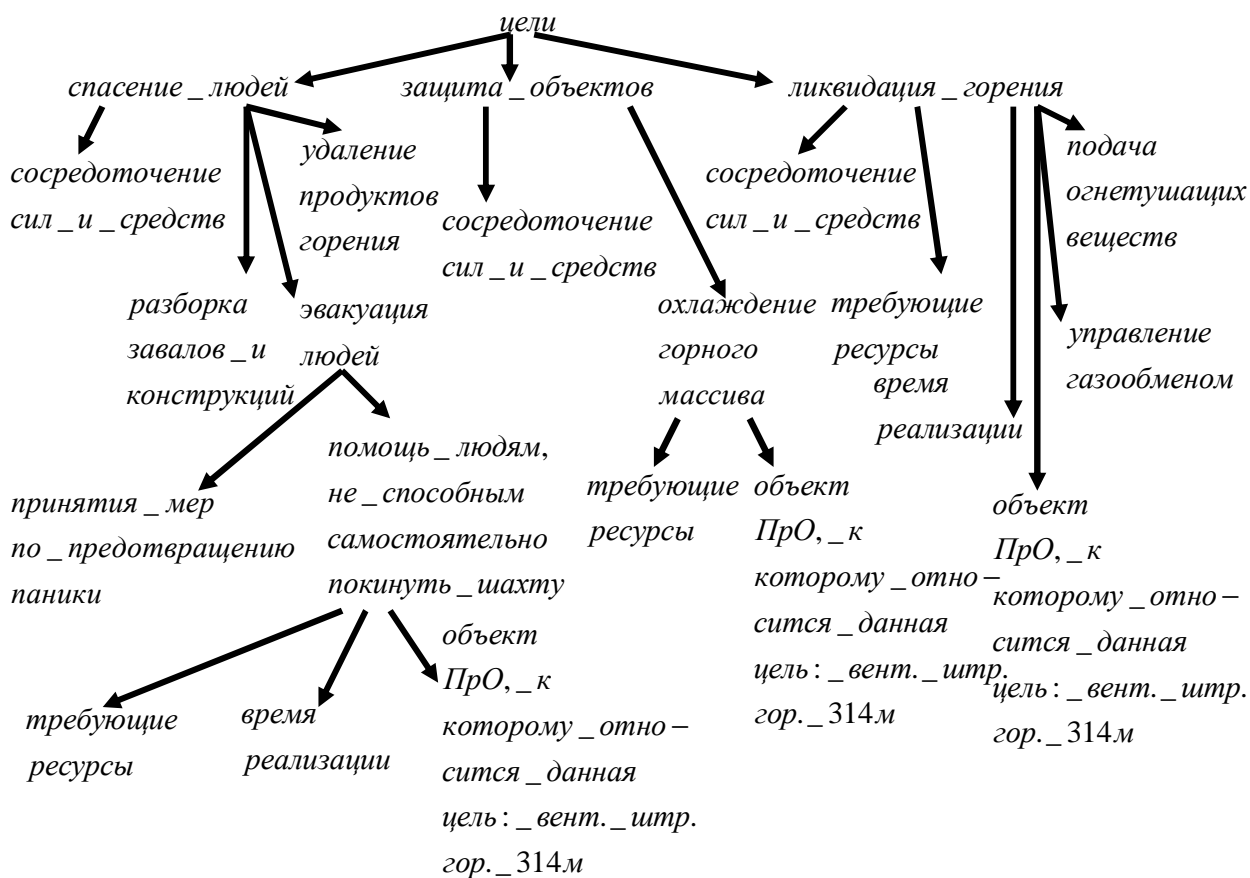 цели
спасение _ людей
защита _ объектов
ликвидация _ горения
сосредоточение
сил _ и _ средств
удаление
продуктов
горения
сосредоточение
сил _ и _ средств
сосредоточение
сил _ и _ средств
подача
огнетушащих
веществ
разборка
завалов _ и
конструкций
эвакуация
людей
охлаждение
горного
массива
требующие
ресурсы
время
реализации
управление
газообменом
принятия _ мер
по _ предотвращению
паники
помощь _ людям,
не _ способным
самостоятельно
покинуть _ шахту
требующие
ресурсы
объект
ПрО, _ к
которому _ отно –
сится _ данная
цель : _ вент. _ штр.
гор. _ 314 м
объект
ПрО, _ к
которому _ отно –
сится _ данная
цель : _ вент. _ штр.
гор. _ 314 м
требующие
ресурсы
время
реализации
объект
ПрО, _ к
которому _ отно –
сится _ данная
цель : _ вент. _ штр.
гор. _ 314 м